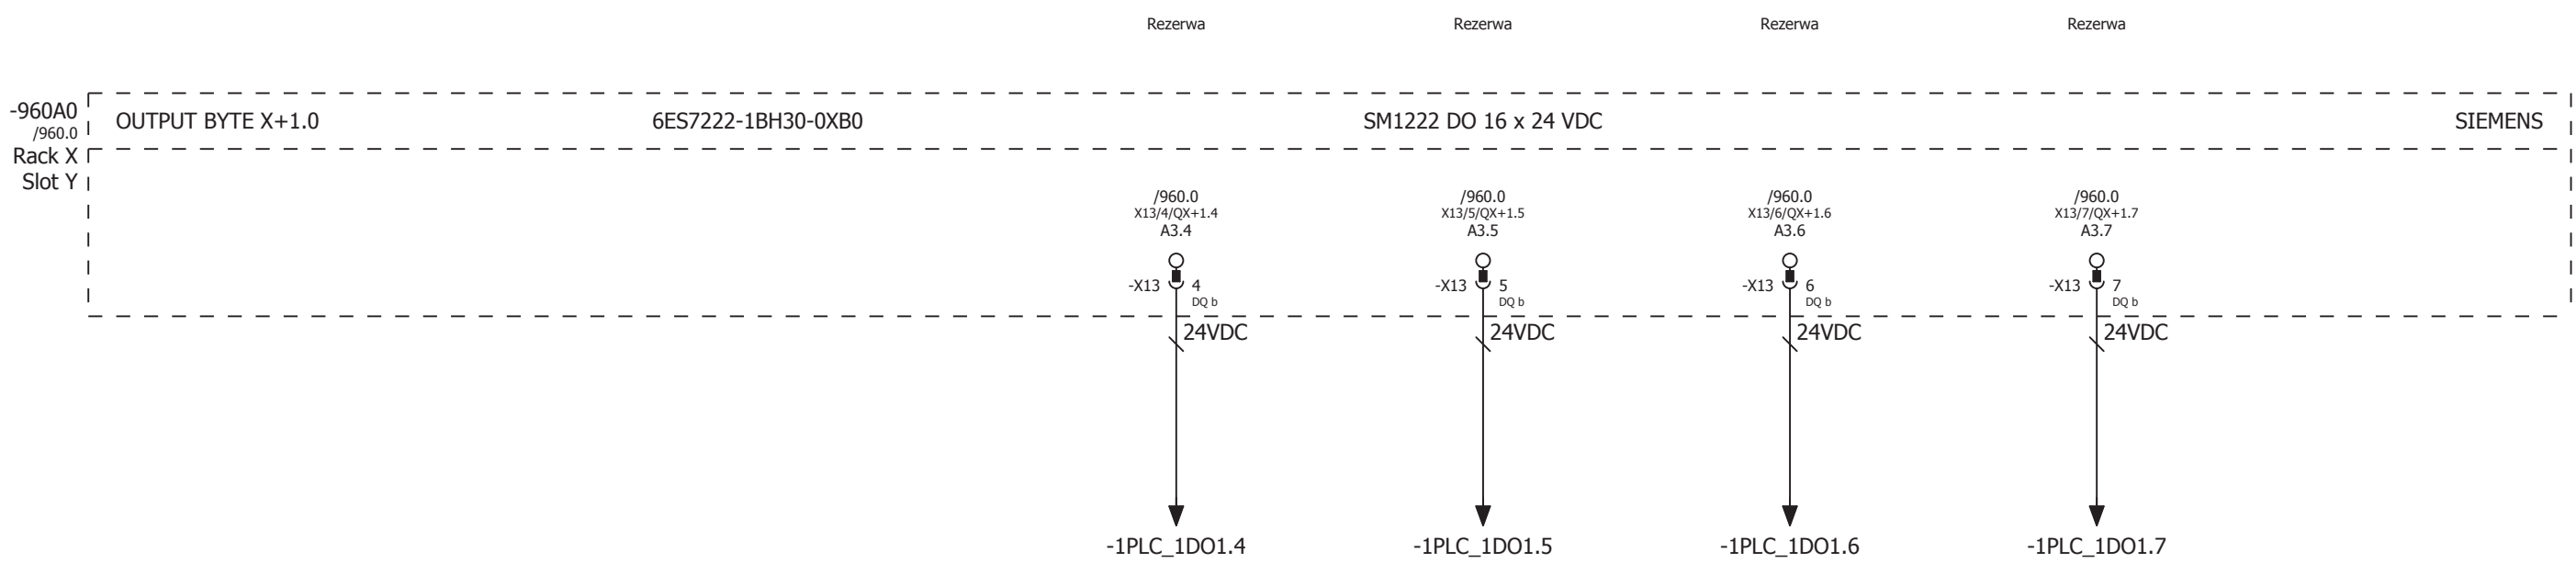 Rezerwa Rezerwa Rezerwa Rezerwa
-960A0
/960.0
Rack X
Slot Y
OUTPUT BYTE X+1.0 6ES7222-1BH30-0XB0 SM1222 DO 16 x 24 VDC SIEMENS
/960.0 /960.0 /960.0 /960.0
X13/4/QX+1.4 X13/5/QX+1.5 X13/6/QX+1.6 X13/7/QX+1.7
A3.4 A3.5 A3.6 A3.7
-X13 4 -X13 5 -X13 6 -X13 7
DQ b DQ b DQ b DQ b
24VDC 24VDC 24VDC 24VDC
-1PLC_1DO1.4 -1PLC_1DO1.5 -1PLC_1DO1.6 -1PLC_1DO1.7